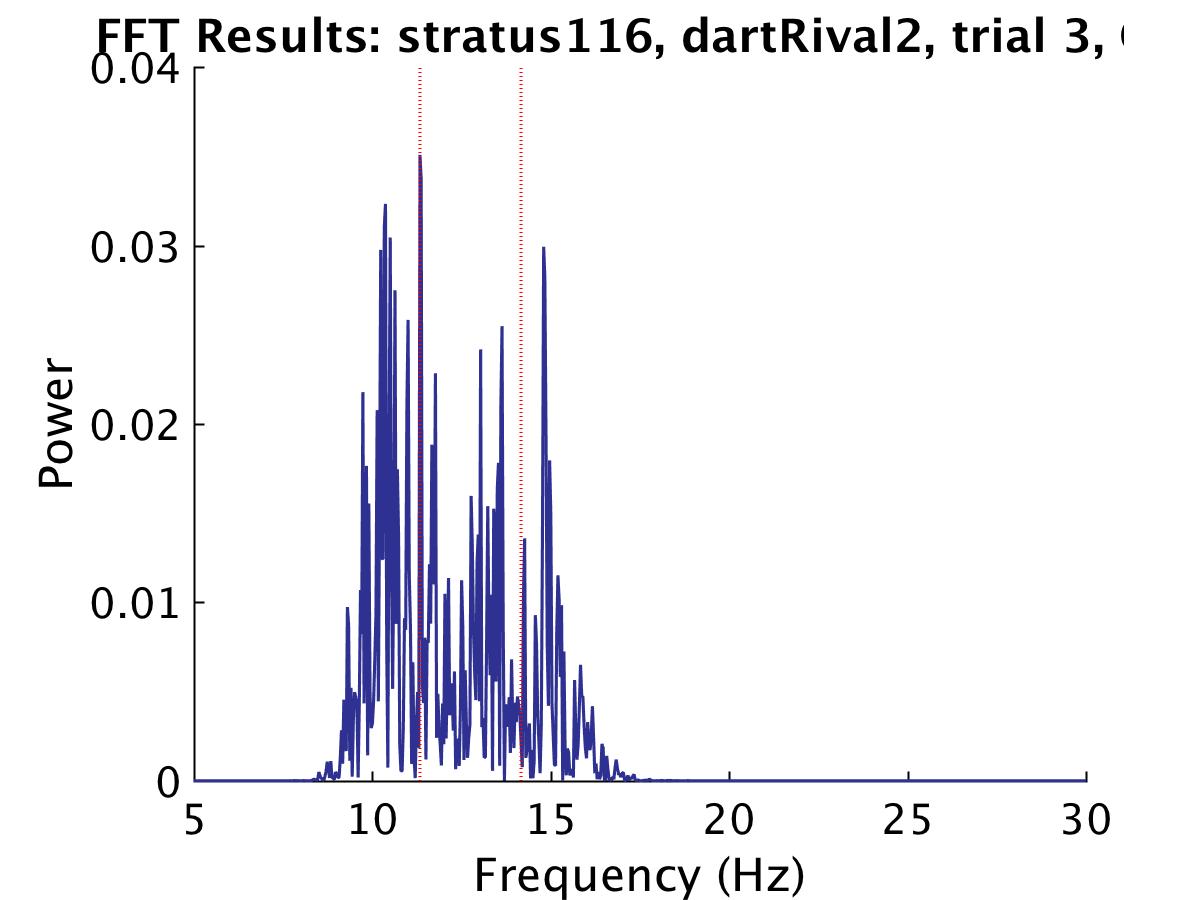 FFT Results: stratus116, dartRival2, trial 3,
0.04
0.03
0.02
0.01
0
Power
5 10 15 20 25 30
Frequency (Hz)